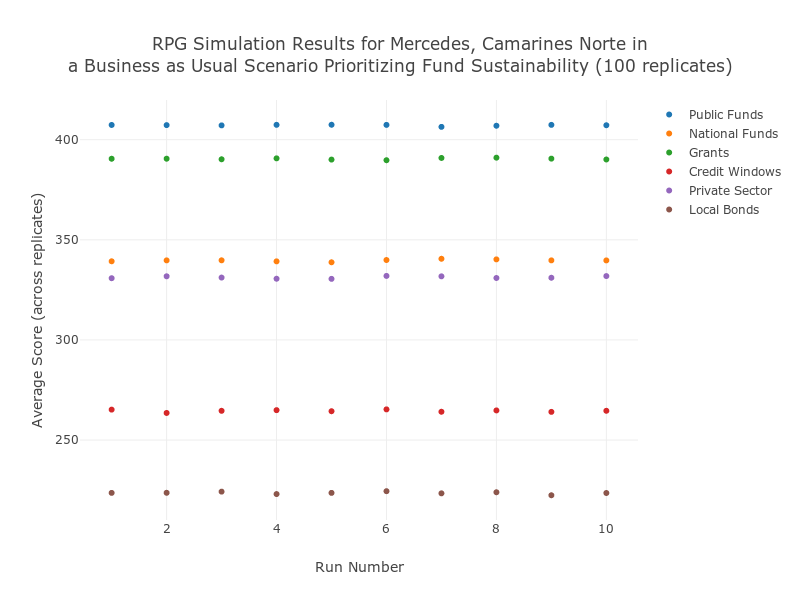 RPG Simulation Results for Mercedes, Camarines Norte in
a Business as Usual Scenario Prioritizing Fund Sustainability (100 replicates)
Public Funds
National Funds
Grants
Credit Windows
Private Sector
Local Bonds
Average Score (across replicates)
400
350
300
250
2
4
6
8
10
Run Number